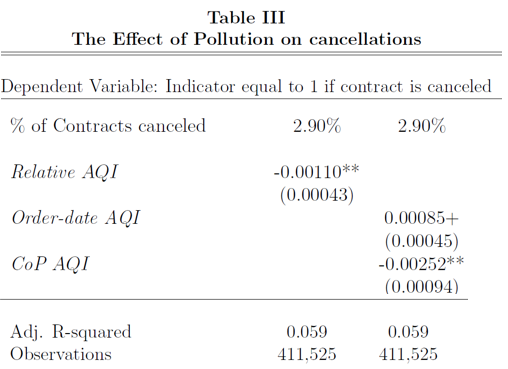 Table III
The Effect of Pollution on cancellations
Dependent Variable: Indicator equal to 1 if contract is canceled
% of Contracts canceled 2.90% 2.90%
Relative AQI -0.00110**
(0.00043)
Order-date AQI 0.00085+
(0.00045)
CoP AQI -0.00252**
(0.00094)
Adj. R-squared 0.059 0.059
Observations 411,525 411,525